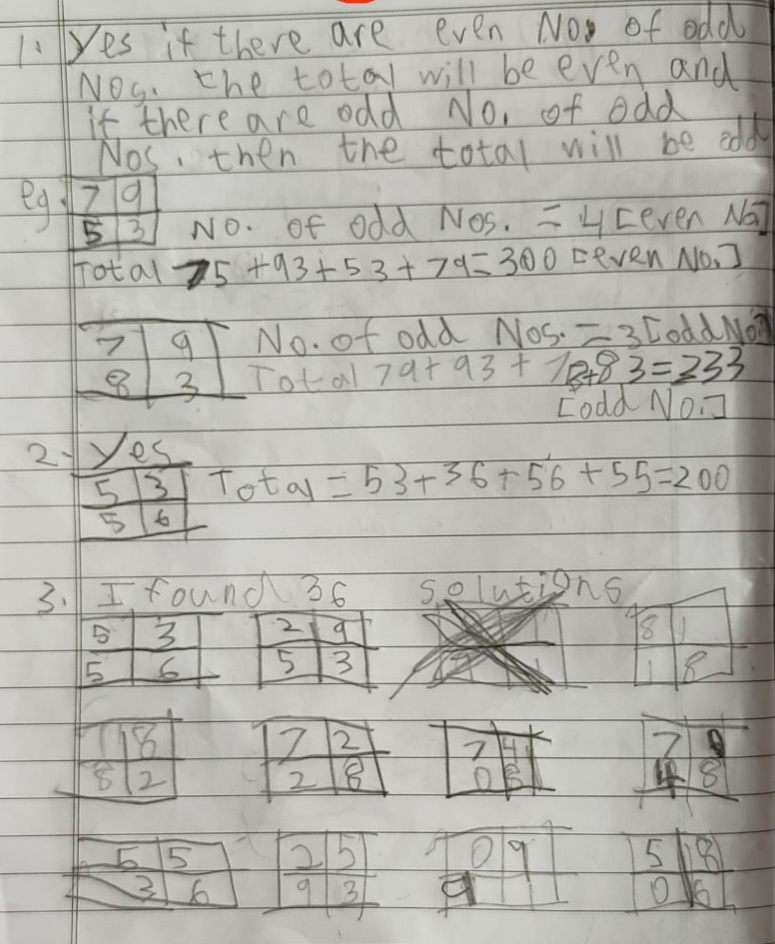 1. Yes if there are even No. of odd
Nos. the total will be even and
if there are odd No. of odd
Nos. then the total will be odd
eg. 7 9
5 3 No. of odd Nos. = 4 [even No.]
Total 75 + 93 + 53 + 79 = 300 [even No.]
7 9 No. of odd Nos. = 3 [odd No.]
8 3 Total 79 + 93 + 78 + 83 = 333
[odd No.]
2. Yes
5 3 Total = 53 + 36 + 56 + 55 = 200
5 6
3. I found 36 solutions
5 3 2 9 8 1
5 6 5 3 1 8
1 8 7 2 7 4 7 0
8 2 2 8 0 8 4 8
5 5 2 5 0 9 5 8
3 6 9 3 9 1 0 6